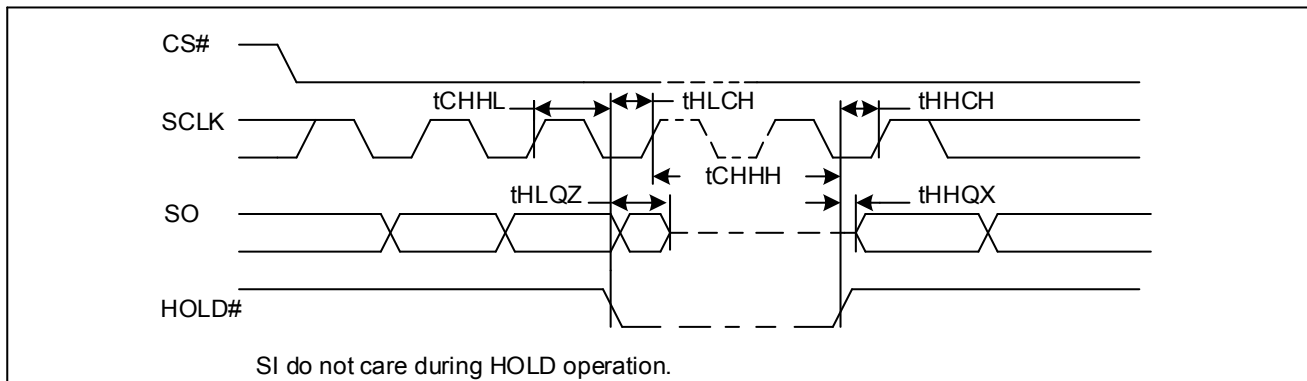 CS#
tCHHL
tHLCH
tHHCH
SCLK
tCHHH
tHLQZ
tHHQX
SO
HOLD#
SI do not care during HOLD operation.